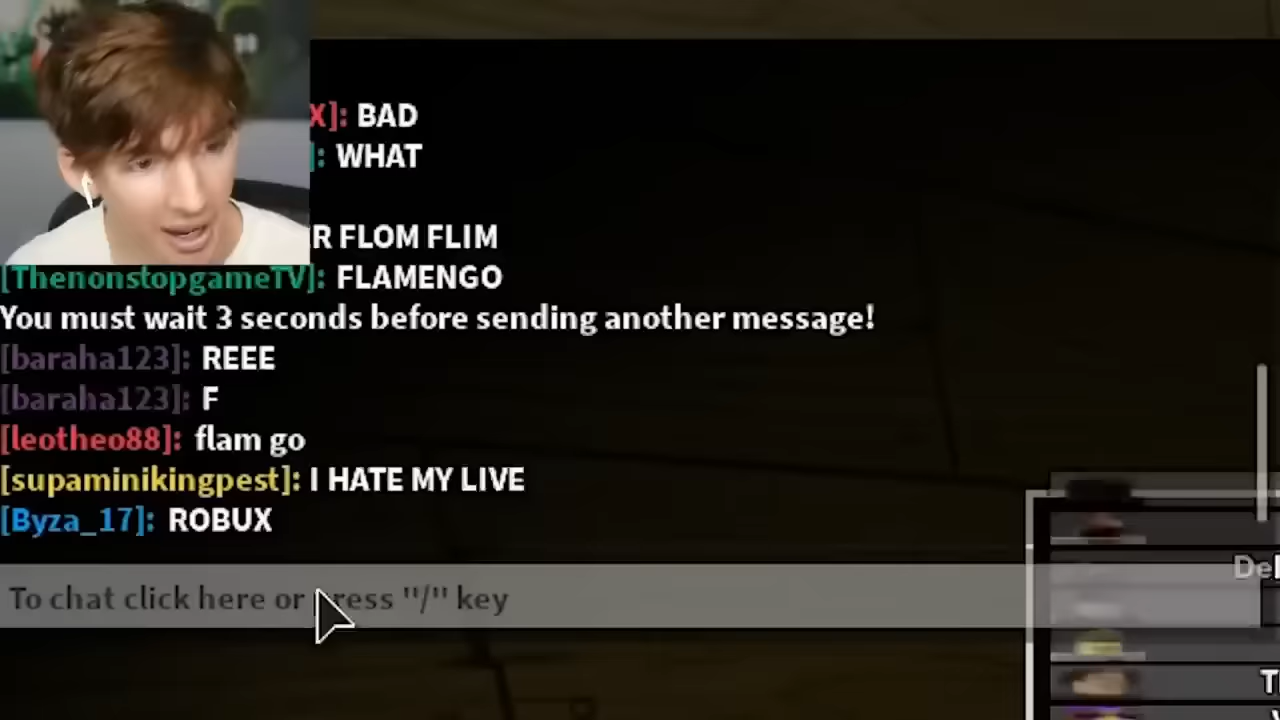 X]: BAD
]: WHAT
R FLOM FLIM
[ThenonstopgameTV]: FLAMENGO
You must wait 3 seconds before sending another message!
[baraha123]: REEE
[baraha123]: F
[leotheo88]: flam go
[supaminikingpest]: I HATE MY LIVE
[Byza_17]: ROBUX
To chat click here or press "/" key
De
T